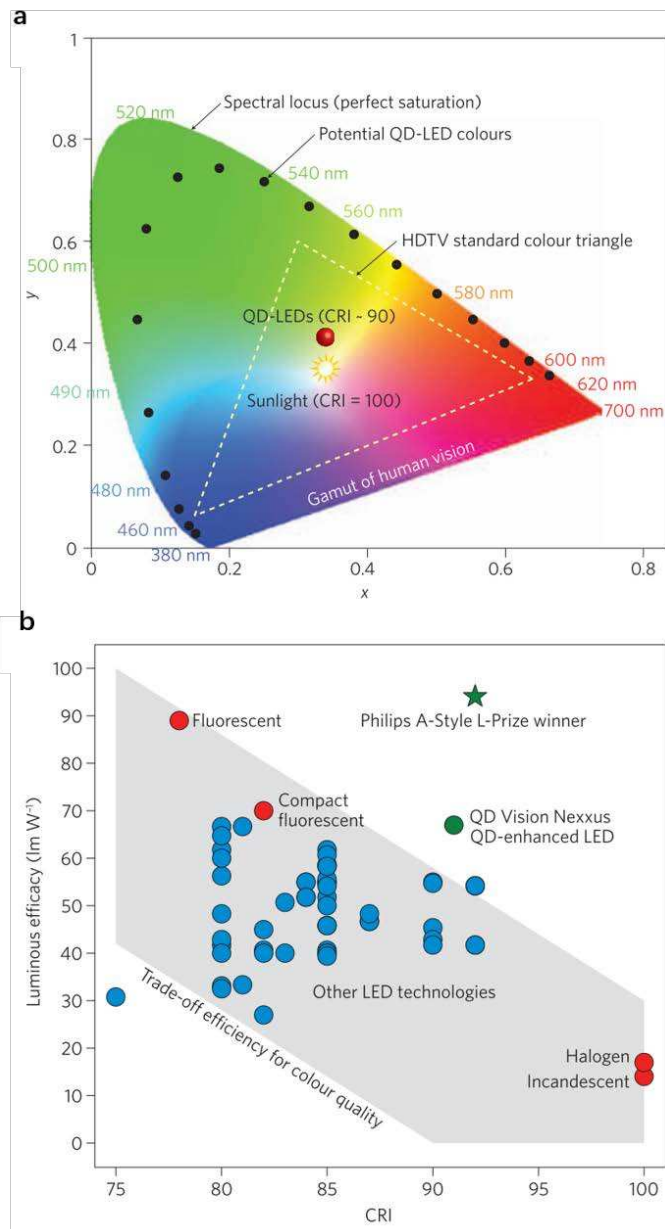 a
1
0.8
0.6
0.4
0.2
0
y
0
0.2
0.4
0.6
0.8
x
520 nm
Spectral locus (perfect saturation)
Potential QD-LED colours
540 nm
560 nm
HDTV standard colour triangle
500 nm
580 nm
QD-LEDs (CRI ~ 90)
600 nm
620 nm
490 nm
Sunlight (CRI = 100)
700 nm
Gamut of human vision
480 nm
460 nm
380 nm
b
100
90
80
70
60
50
40
30
20
10
0
Luminous efficacy (lm W⁻¹)
Fluorescent
Philips A-Style L-Prize winner
Compact
fluorescent
QD Vision Nexxus
QD-enhanced LED
Other LED technologies
Trade-off efficiency for colour quality
Halogen
Incandescent
75
80
85
90
95
100
CRI